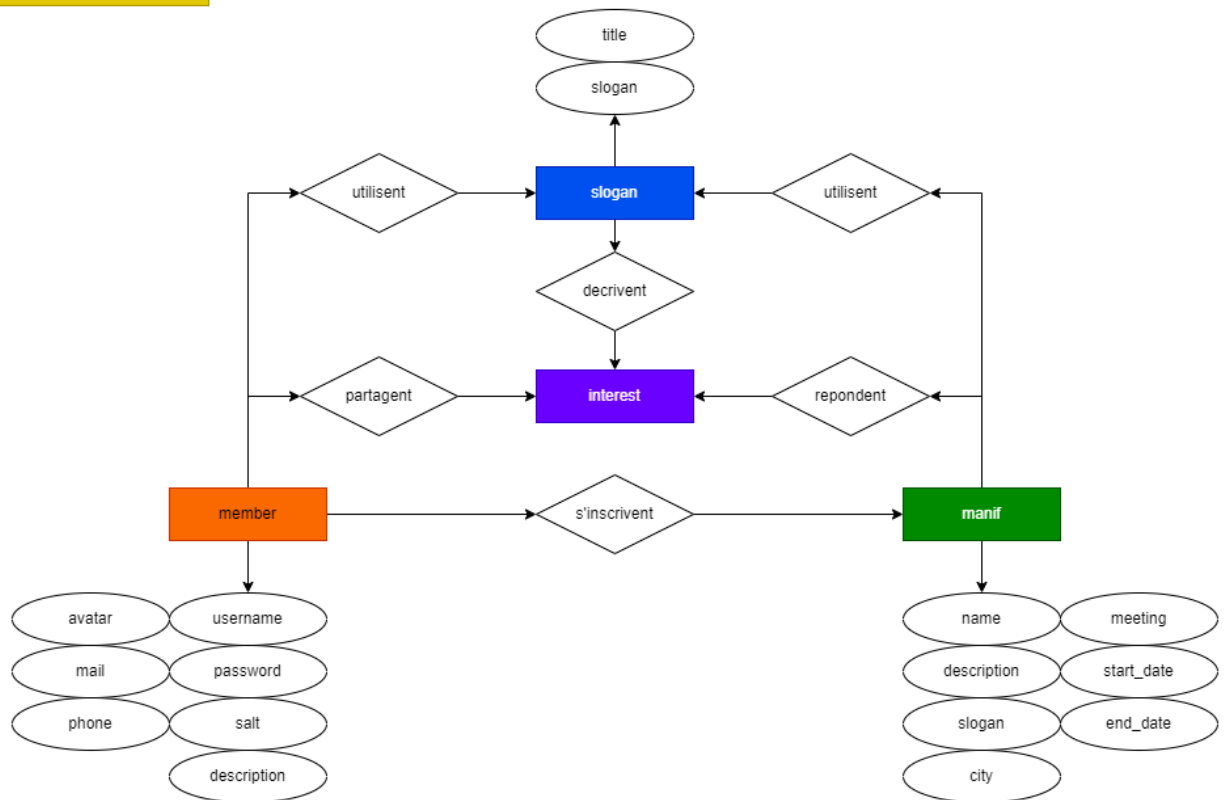 title
slogan
utilisent
slogan
utilisent
decrivent
partagent
interest
repondent
member
s'inscrivent
manif
avatar
username
name
meeting
mail
password
description
start_date
phone
salt
slogan
end_date
description
city